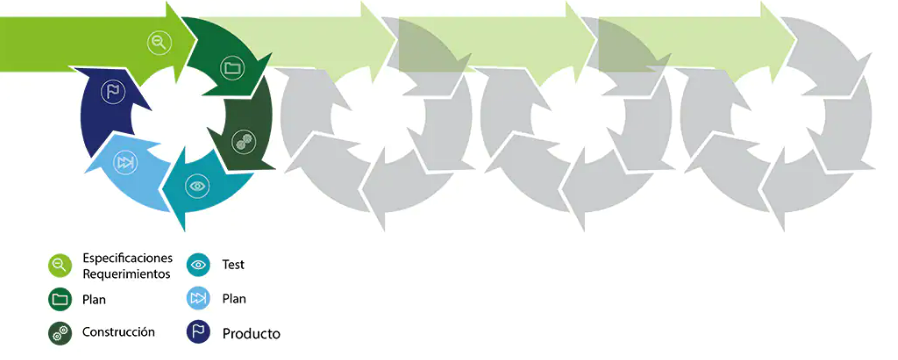 Especificaciones
Requerimientos
Plan
Construcción
Test
Plan
Producto